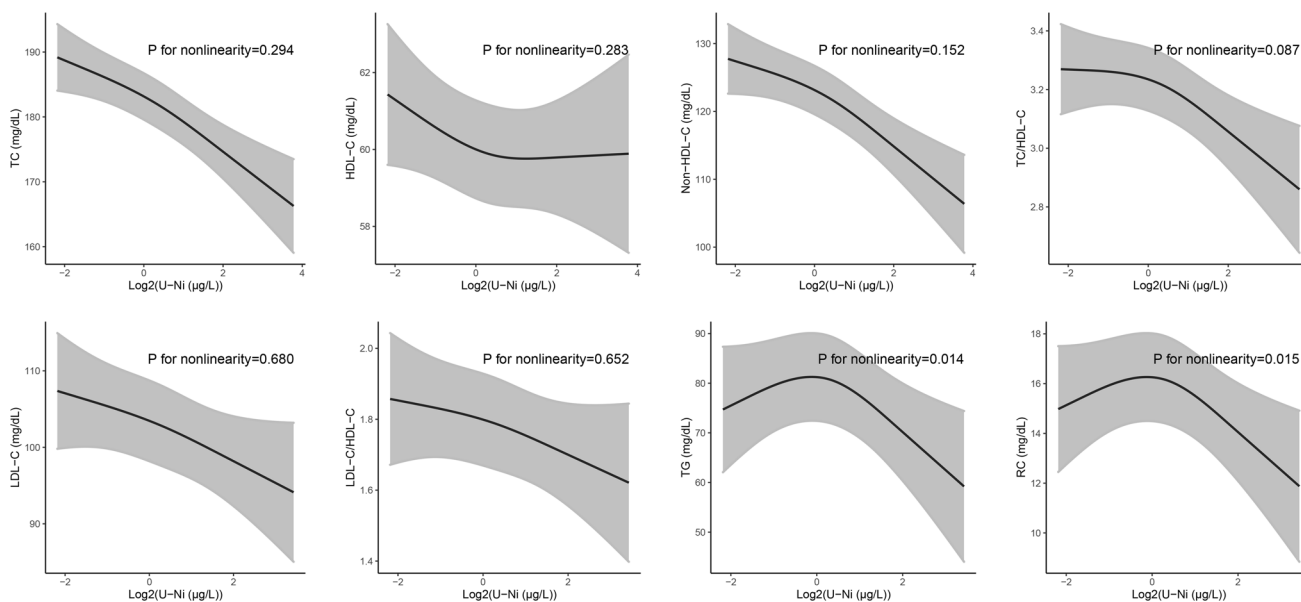 P for nonlinearity=0.294
TC (mg/dL)
190
180
170
160
−2
0
2
4
Log2(U−Ni (µg/L))
P for nonlinearity=0.283
HDL−C (mg/dL)
62
60
58
−2
0
2
4
Log2(U−Ni (µg/L))
P for nonlinearity=0.152
Non−HDL−C (mg/dL)
130
120
110
100
−2
0
2
Log2(U−Ni (µg/L))
P for nonlinearity=0.087
TC/HDL−C
3.4
3.2
3.0
2.8
−2
0
2
Log2(U−Ni (µg/L))
P for nonlinearity=0.680
LDL−C (mg/dL)
110
100
90
−2
0
2
Log2(U−Ni (µg/L))
P for nonlinearity=0.652
LDL−C/HDL−C
2.0
1.8
1.6
1.4
−2
0
2
Log2(U−Ni (µg/L))
P for nonlinearity=0.014
TG (mg/dL)
100
90
80
70
60
50
−2
0
2
Log2(U−Ni (µg/L))
P for nonlinearity=0.015
RC (mg/dL)
18
16
14
12
10
−2
0
2
Log2(U−Ni (µg/L))